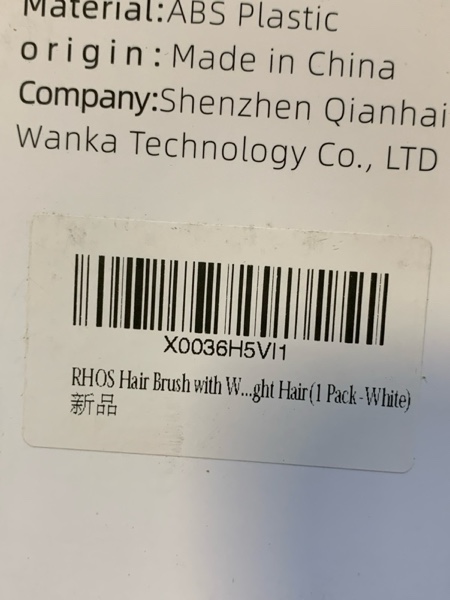 Material:ABS Plastic
origin:Made in China
Company:Shenzhen Qianhai
Wanka Technology Co., LTD
X0036H5VI1
RHOS Hair Brush with W...ght Hair(1 Pack-White)
新品